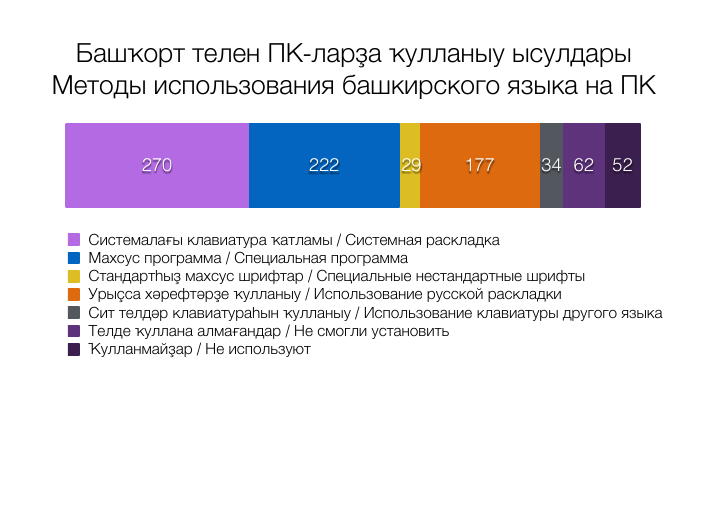 Башҡорт телен ПК-ларҙа ҡулланыу ысулдары
Методы использования башкирского языка на ПК
270 222 29 177 34 62 52
Системалағы клавиатура ҡатламы / Системная раскладка
Махсус программа / Специальная программа
Стандартһыҙ махсус шрифтар / Специальные нестандартные шрифты
Урыҫса хәрефтәрҙе ҡулланыу / Использование русской раскладки
Сит телдәр клавиатураһын ҡулланыу / Использование клавиатуры другого языка
Телде ҡуллана алмағандар / Не смогли установить
Ҡулланмайҙар / Не используют